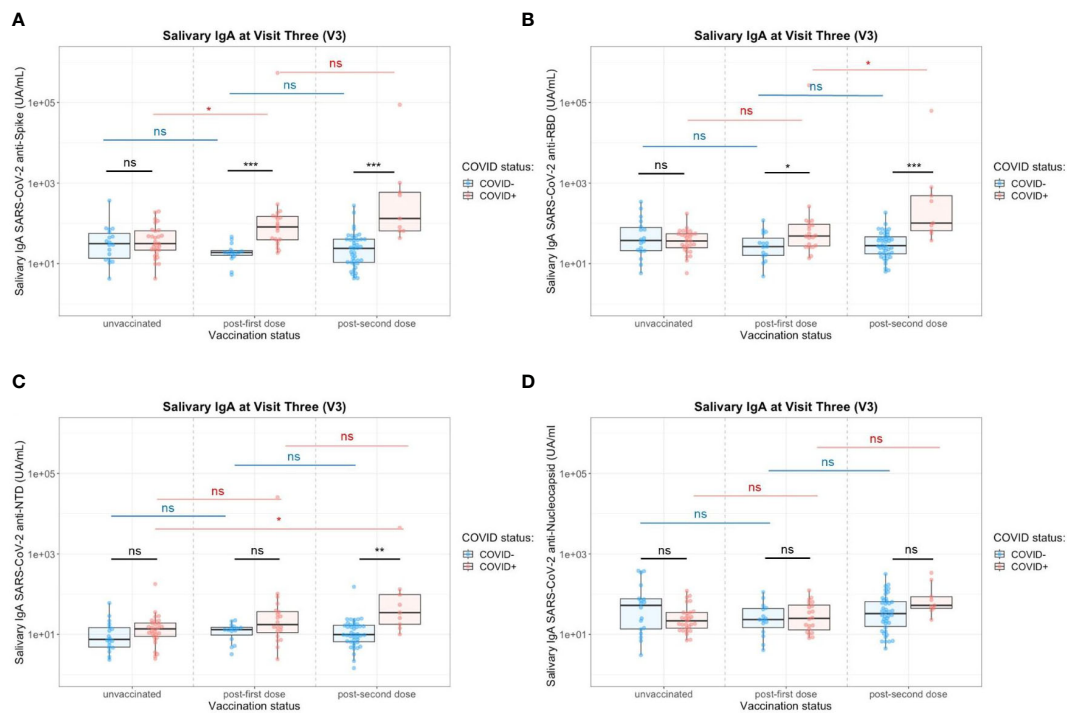 A
Salivary IgA at Visit Three (V3)
Salivary IgA SARS-CoV-2 anti-Spike (UA/mL)
1e+05
1e+03
1e+01
ns
ns
*
ns
ns
***
***
unvaccinated
post-first dose
post-second dose
Vaccination status
COVID status:
COVID-
COVID+
B
Salivary IgA at Visit Three (V3)
Salivary IgA SARS-CoV-2 anti-RBD (UA/mL)
1e+05
1e+03
1e+01
*
ns
ns
ns
ns
*
***
unvaccinated
post-first dose
post-second dose
Vaccination status
COVID status:
COVID-
COVID+
C
Salivary IgA at Visit Three (V3)
Salivary IgA SARS-CoV-2 anti-NTD (UA/mL)
1e+05
1e+03
1e+01
ns
ns
ns
ns
*
ns
ns
**
unvaccinated
post-first dose
post-second dose
Vaccination status
COVID status:
COVID-
COVID+
D
Salivary IgA at Visit Three (V3)
Salivary IgA SARS-CoV-2 anti-Nucleocapsid (UA/ml
1e+05
1e+03
1e+01
ns
ns
ns
ns
ns
ns
ns
unvaccinated
post-first dose
post-second dose
Vaccination status
COVID status:
COVID-
COVID+